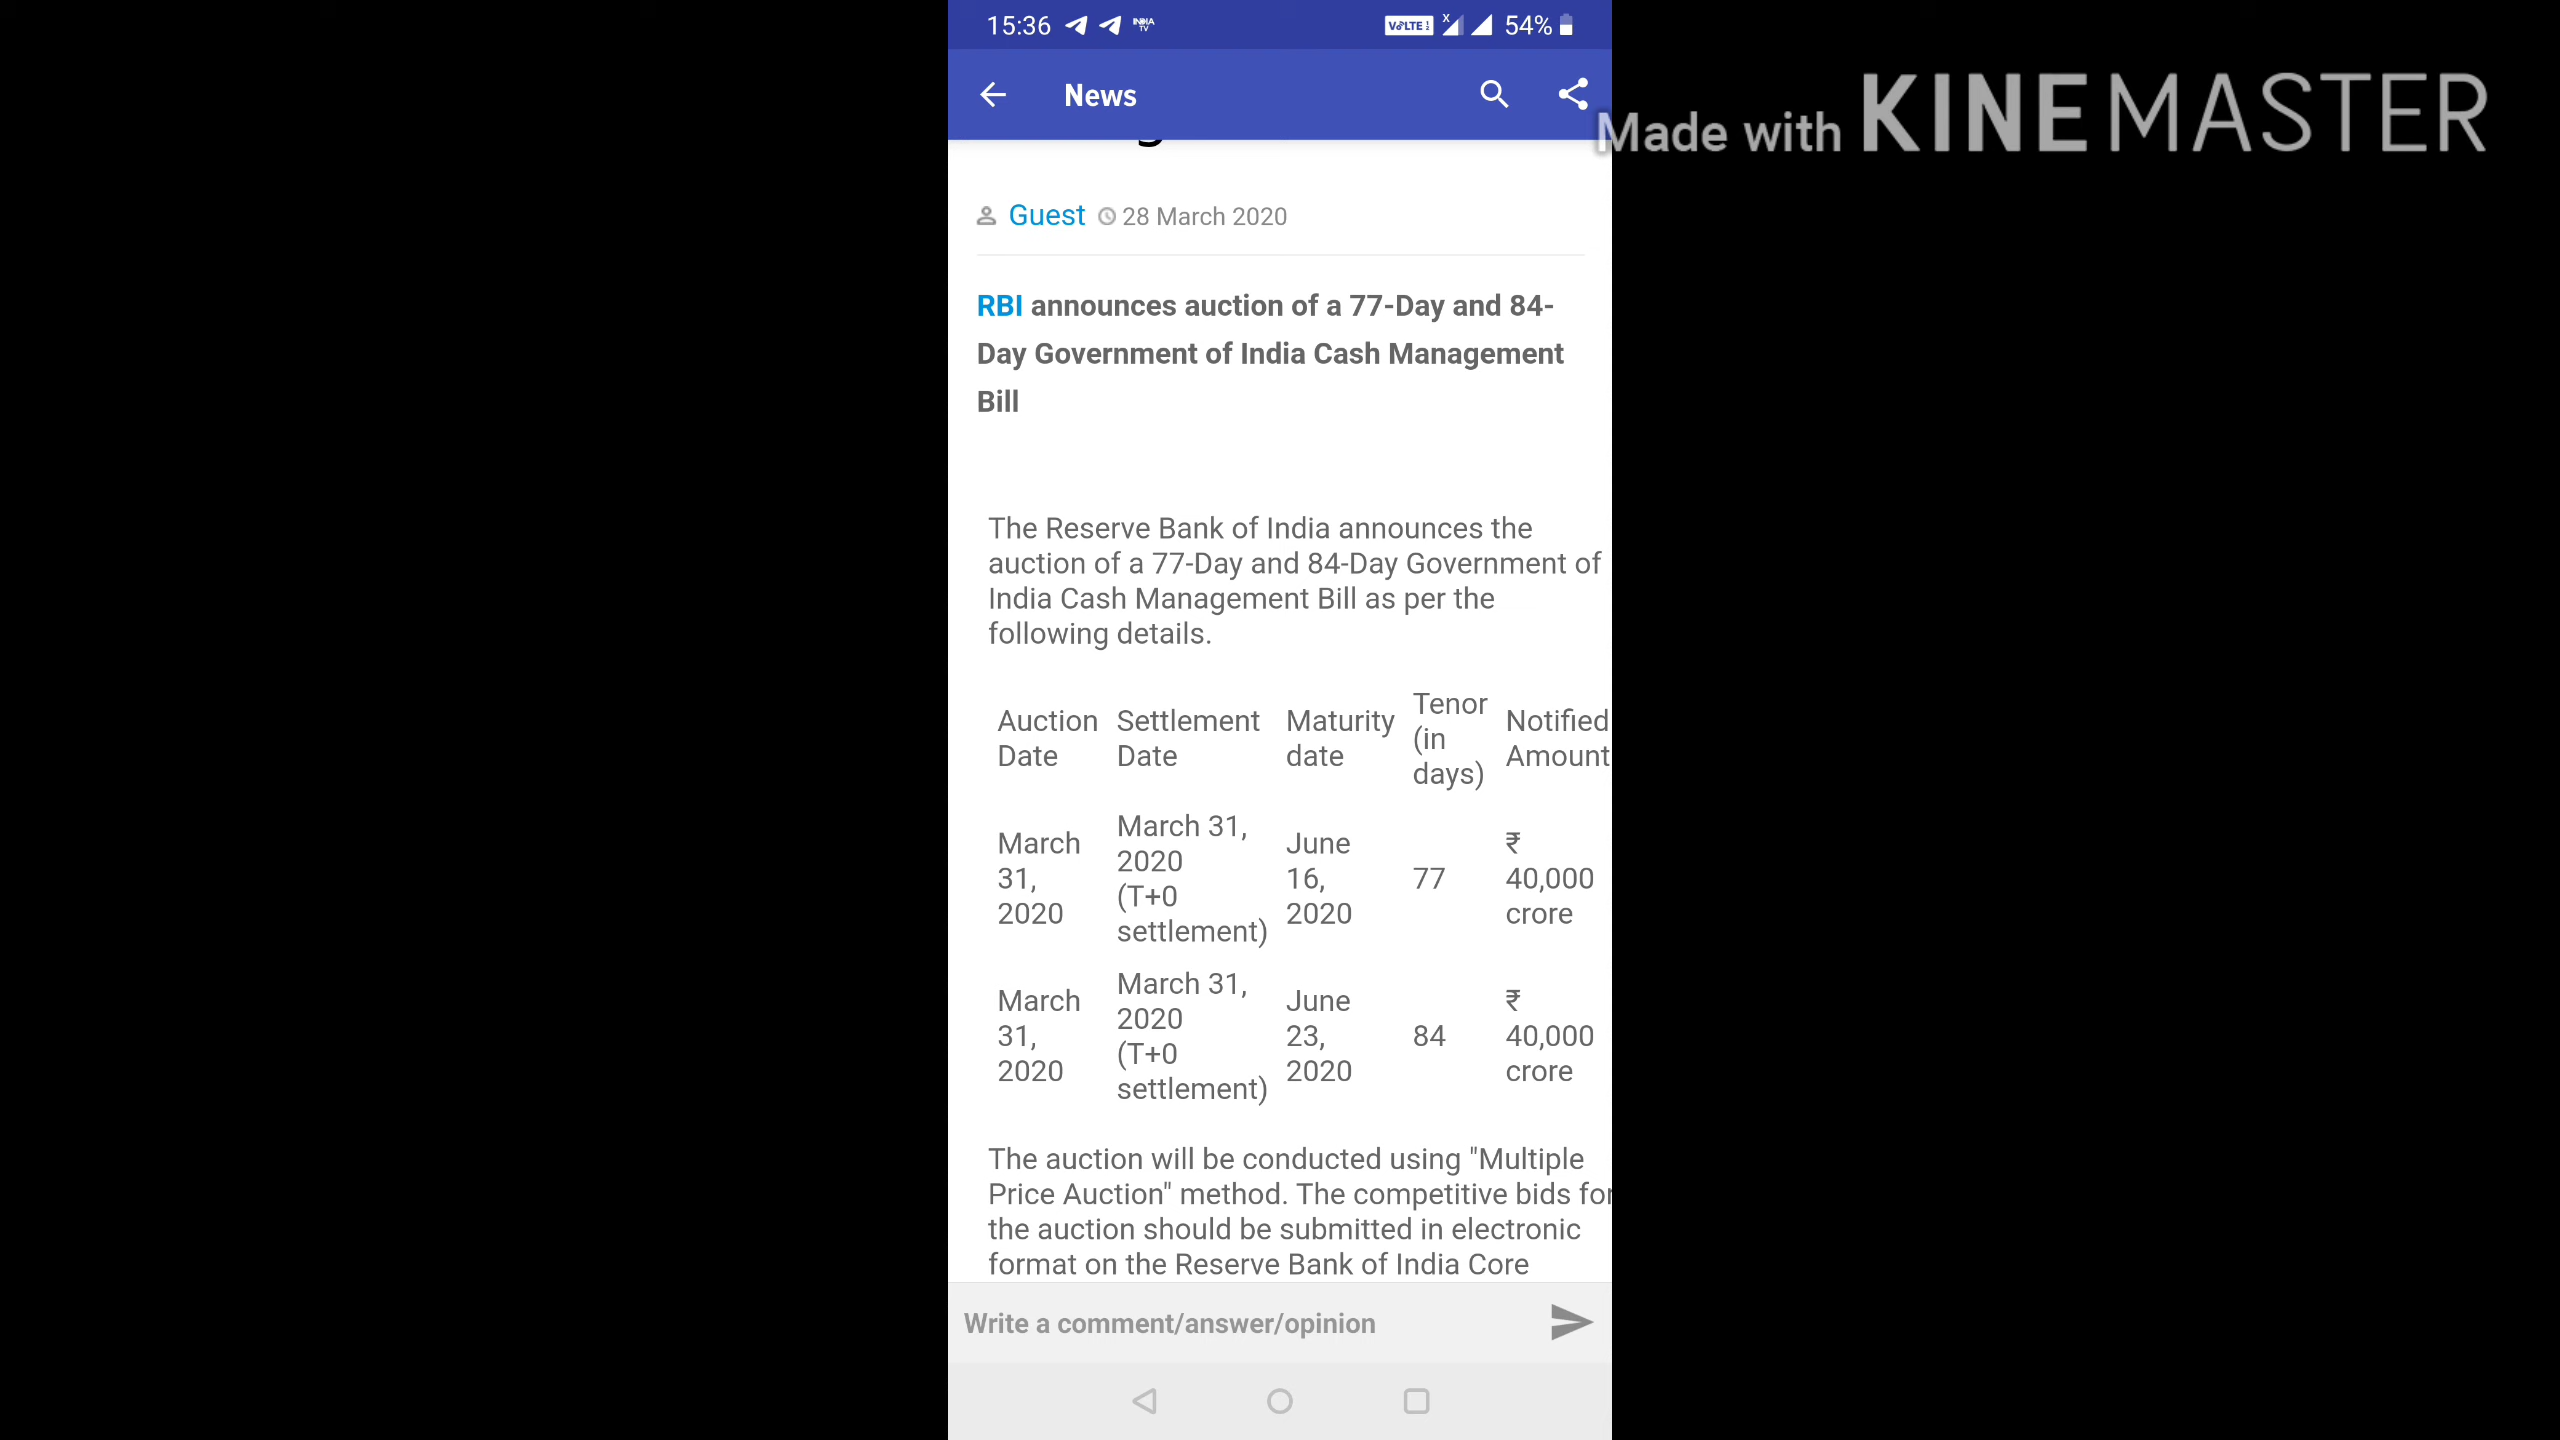 15:36 INDIA TV VoLTE 54%
News
Made with KINEMASTER
Guest 28 March 2020
RBI announces auction of a 77-Day and 84-
Day Government of India Cash Management
Bill
The Reserve Bank of India announces the
auction of a 77-Day and 84-Day Government of
India Cash Management Bill as per the
following details.
Auction Date Settlement Date Maturity date Tenor (in days) Notified Amount
March 31, 2020 March 31, 2020 (T+0 settlement) June 16, 2020 77 ₹ 40,000 crore
March 31, 2020 March 31, 2020 (T+0 settlement) June 23, 2020 84 ₹ 40,000 crore
The auction will be conducted using "Multiple
Price Auction" method. The competitive bids for
the auction should be submitted in electronic
format on the Reserve Bank of India Core
Write a comment/answer/opinion